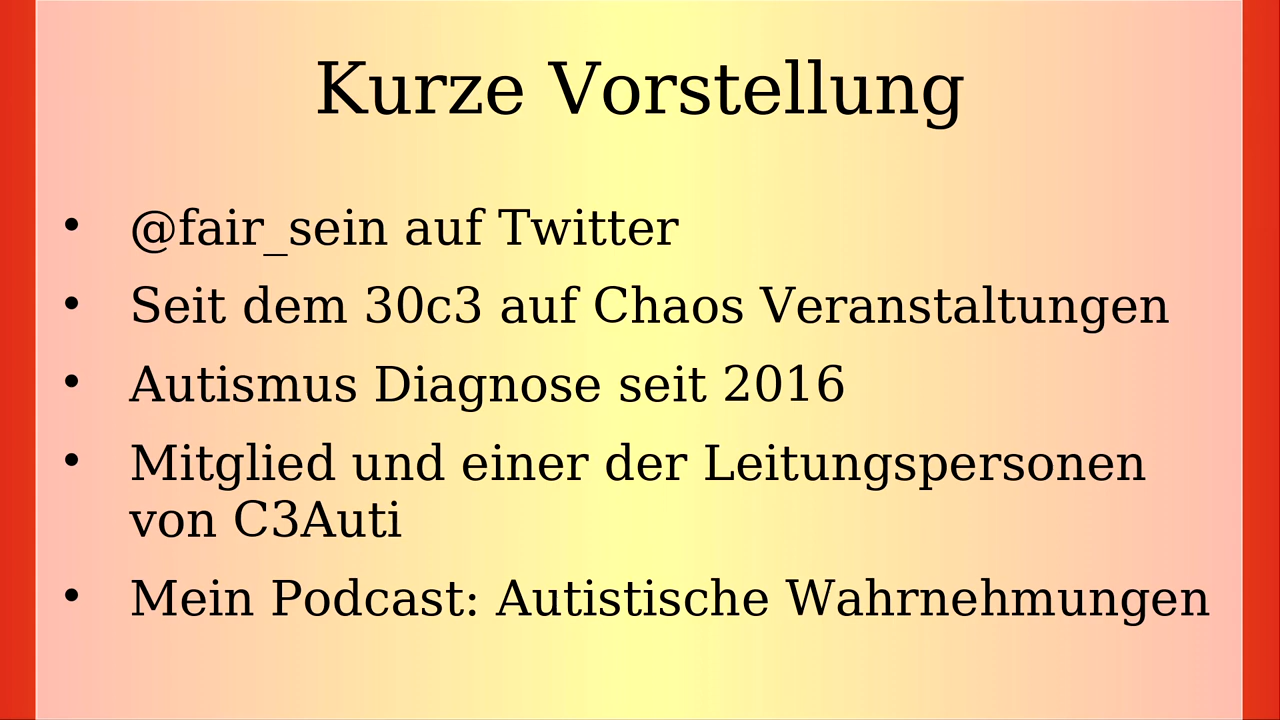 Kurze Vorstellung
• @fair_sein auf Twitter
• Seit dem 30c3 auf Chaos Veranstaltungen
• Autismus Diagnose seit 2016
• Mitglied und einer der Leitungspersonen
von C3Auti
• Mein Podcast: Autistische Wahrnehmungen